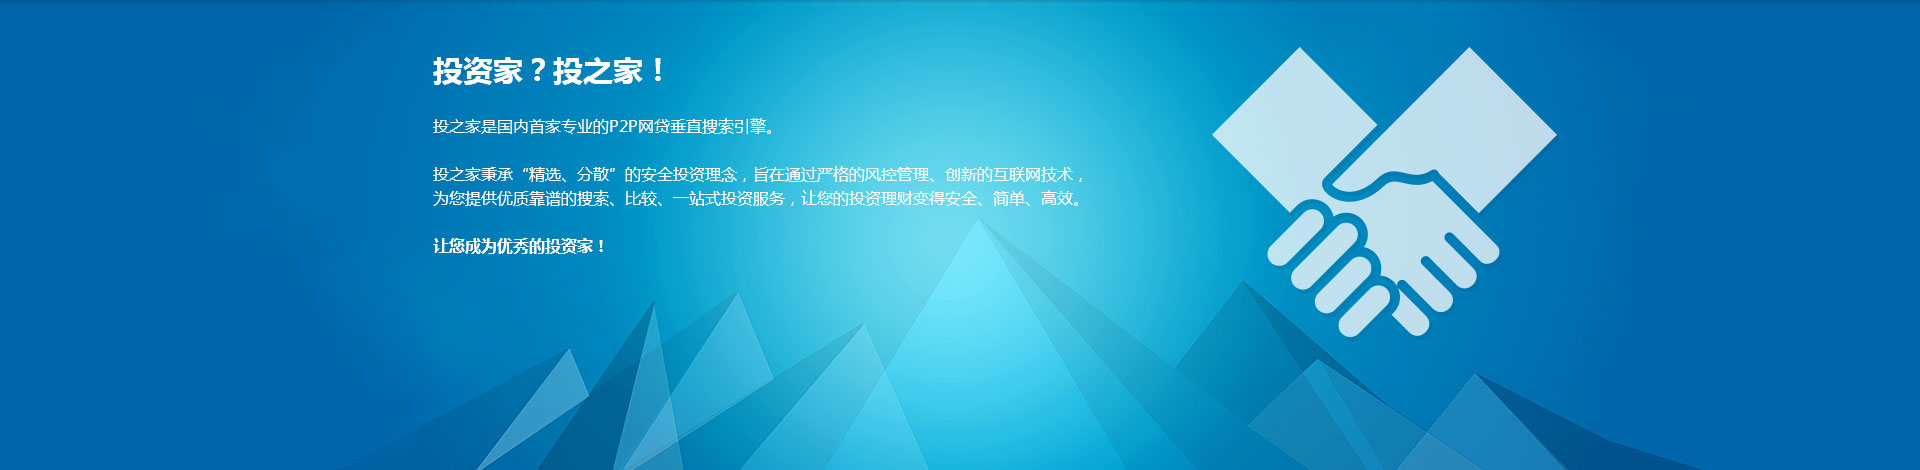 投资家？投之家！
投之家是国内首家专业的P2P网贷垂直搜索引擎。
投之家秉承“精选、分散”的安全投资理念，旨在通过严格的风控管理、创新的互联网技术，
为您提供优质靠谱的搜索、比较、一站式投资服务，让您的投资理财变得安全、简单、高效。
让您成为优秀的投资家！